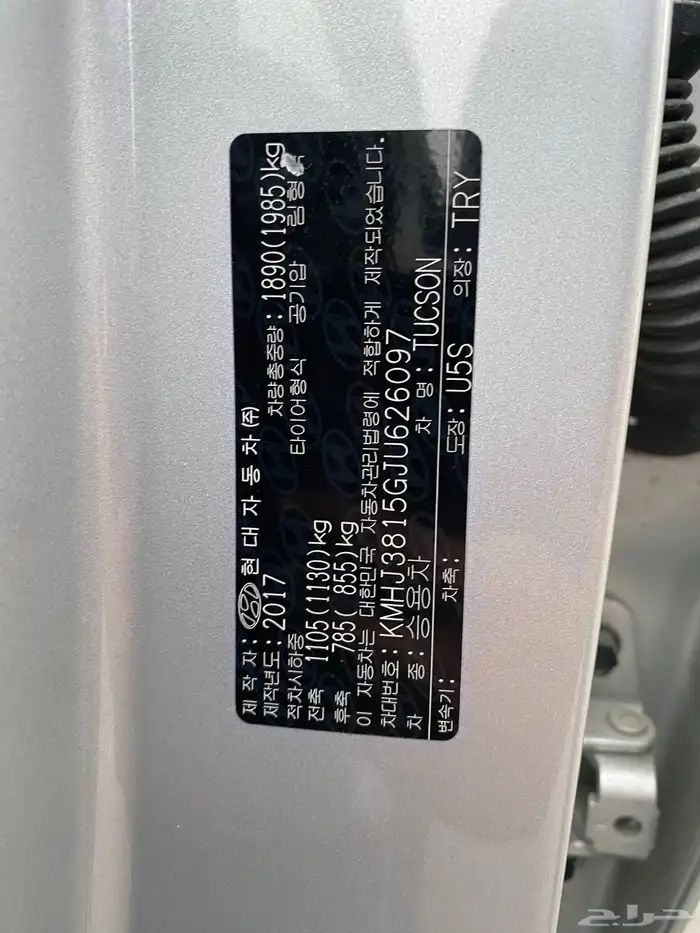 제 작 자: 현 대 자 동 차 ㈜
제작년도: 2017 차량총중량: 1890(1985)kg
적차시하중 타이어형식 공기압 림형
전축 1105(1130)kg
후축 785( 855)kg
이 자동차는 대한민국 자동차관리법령에 적합하게 제작되었습니다.
차대번호: KMHJ3815GJU626097
차 종: 승용차 차 명: TUCSON
변속기: 차축: 도장: U5S 의장: TRY
حراج